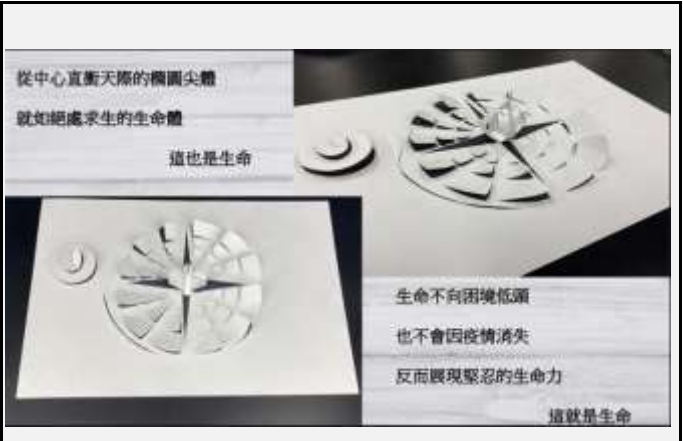 從中心直衝天際的橢圓尖體
就如絕處求生的生命體
這也是生命
生命不向困境低頭
也不會因疫情消失
反而展現堅忍的生命力
這就是生命